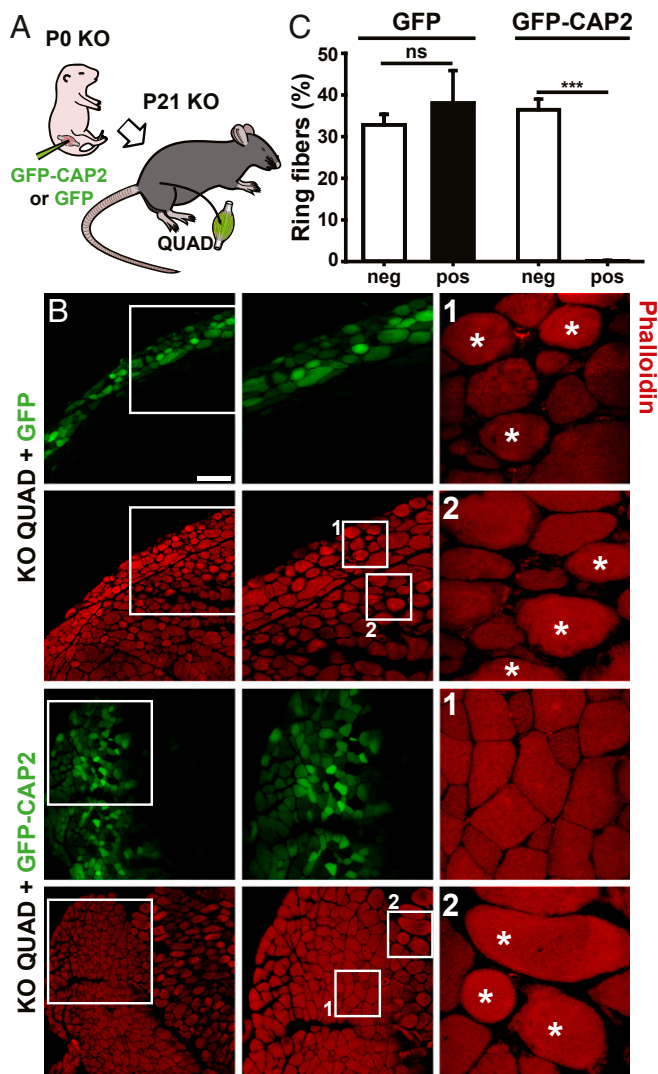 A
P0 KO
P21 KO
GFP-CAP2
or GFP
QUAD
C
GFP
GFP-CAP2
ns
***
Ring fibers (%)
50
40
30
20
10
0
neg
pos
neg
pos
B
KO QUAD + GFP
1
*
*
*
Phalloidin
1
2
2
*
*
*
KO QUAD + GFP-CAP2
1
2
1
2
*
*
*